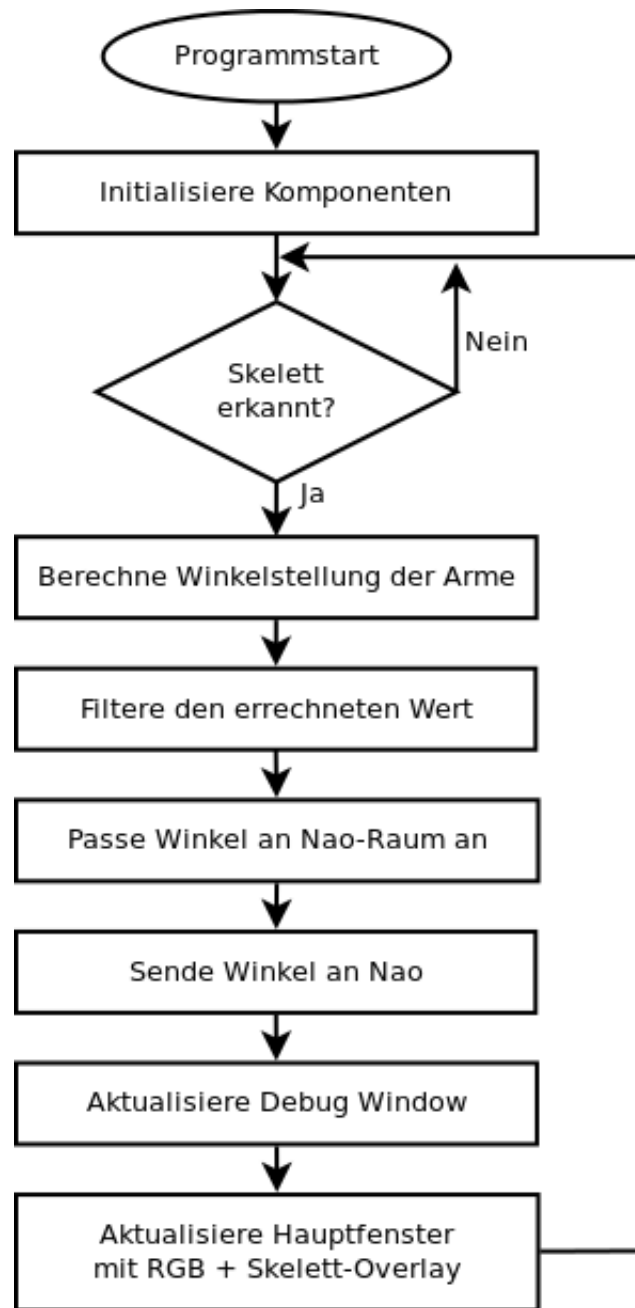 Programmstart
Initialisiere Komponenten
Skelett
erkannt?
Nein
Ja
Berechne Winkelstellung der Arme
Filtere den errechneten Wert
Passe Winkel an Nao-Raum an
Sende Winkel an Nao
Aktualisiere Debug Window
Aktualisiere Hauptfenster
mit RGB + Skelett-Overlay